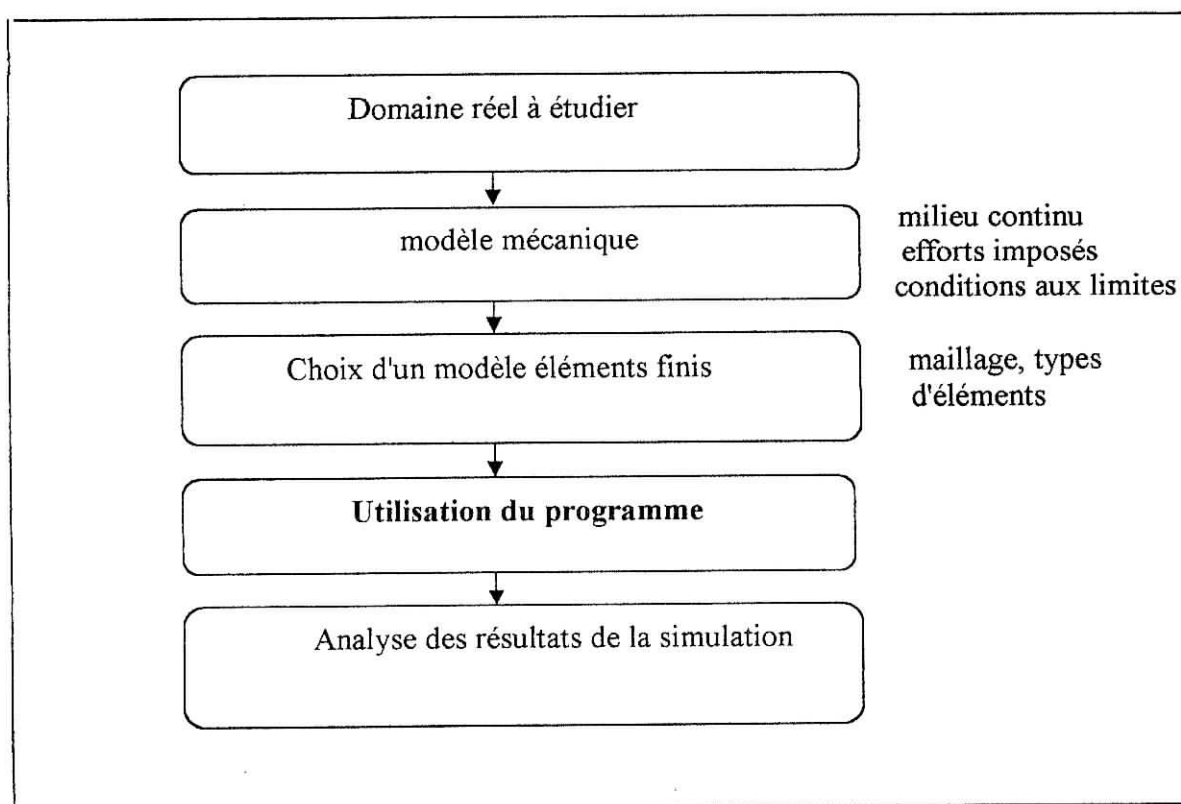 Domaine réel à étudier
modèle mécanique
milieu continu
efforts imposés
conditions aux limites
Choix d'un modèle éléments finis
maillage, types
d'éléments
Utilisation du programme
Analyse des résultats de la simulation